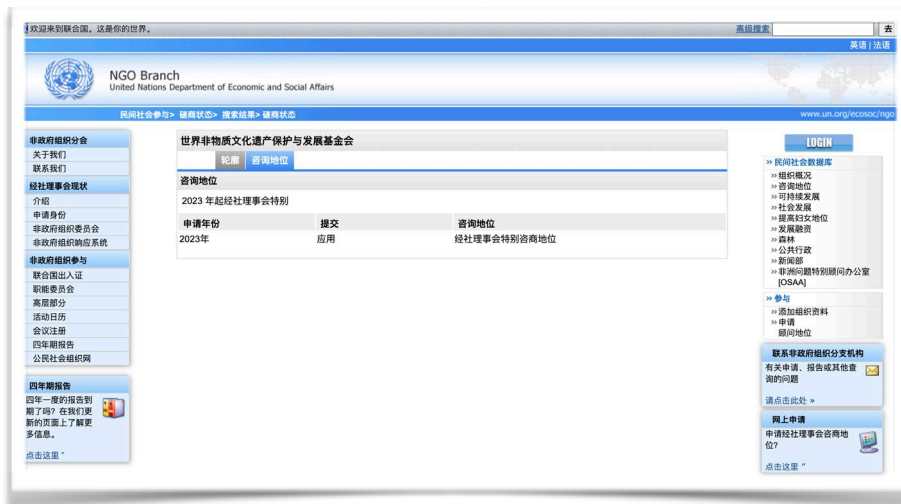 欢迎来到联合国。这是你的世界。
高级搜索
去
英语 | 法语
NGO Branch
United Nations Department of Economic and Social Affairs
民间社会参与> 磋商状态> 搜索结果> 磋商状态
www.un.org/ecosoc/ngo
非政府组织分会
关于我们
联系我们
经社理事会现状
介绍
申请身份
非政府组织委员会
非政府组织响应系统
非政府组织参与
联合国出入证
职能委员会
高层部分
活动日历
会议注册
四年期报告
公民社会组织网
四年期报告
四年一度的报告到
期了吗？在我们更
新的页面上了解更
多信息。
点击这里 "
世界非物质文化遗产保护与发展基金会
轮廓 咨询地位
咨询地位
2023 年起经社理事会特别
申请年份 提交 咨询地位
2023年 应用 经社理事会特别咨商地位
LOGIN
» 民间社会数据库
» 组织概况
» 咨询地位
» 可持续发展
» 社会发展
» 提高妇女地位
» 发展融资
» 森林
» 公共行政
» 新闻部
» 非洲问题特别顾问办公室
[OSAA]
» 参与
» 添加组织资料
» 申请
顾问地位
联系非政府组织分支机构
有关申请、报告或其他查
询的问题
请点击此处 »
网上申请
申请经社理事会咨商地
位?
点击这里 "